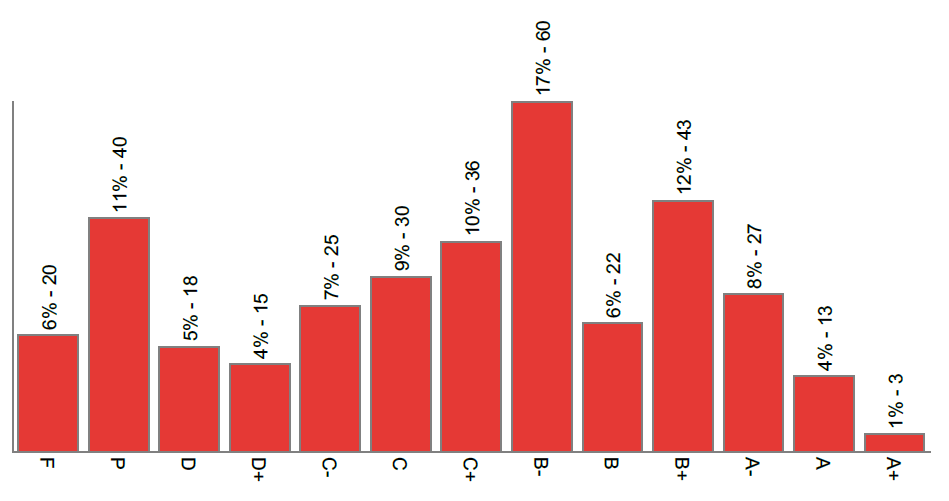 6% - 20
11% - 40
5% - 18
4% - 15
7% - 25
9% - 30
10% - 36
17% - 60
6% - 22
12% - 43
8% - 27
4% - 13
1% - 3
F
P
D
D+
C-
C
C+
B-
B
B+
A-
A
A+